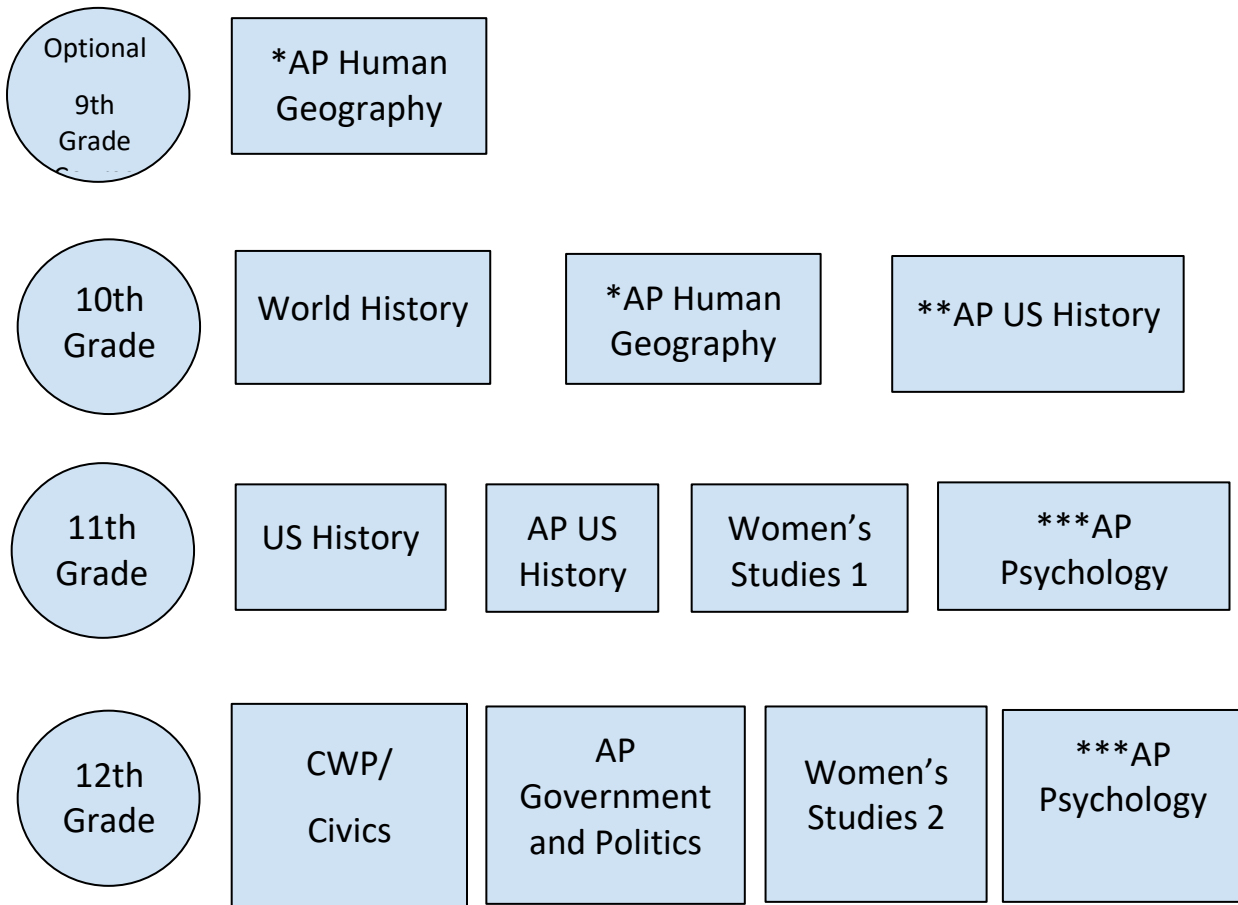 Optional
9th
Grade
*AP Human
Geography
10th
Grade
World History
*AP Human
Geography
**AP US History
11th
Grade
US History
AP US
History
Women’s
Studies 1
***AP
Psychology
12th
Grade
CWP/
Civics
AP
Government
and Politics
Women’s
Studies 2
***AP
Psychology